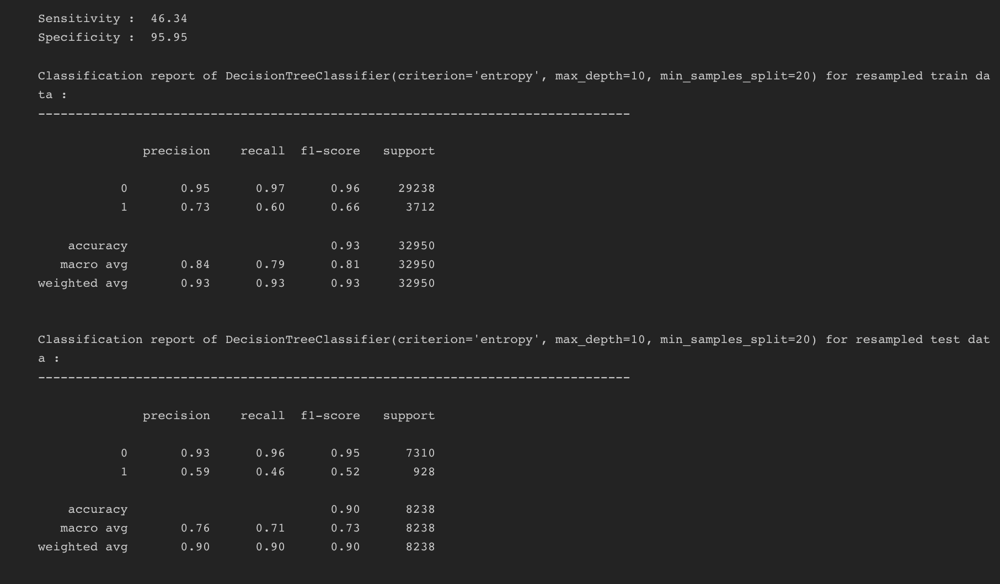 Sensitivity :  46.34
Specificity :  95.95
Classification report of DecisionTreeClassifier(criterion='entropy', max_depth=10, min_samples_split=20) for resampled train da
ta :
-------------------------------------------------------------------------------
              precision    recall  f1-score   support
           0       0.95      0.97      0.96     29238
           1       0.73      0.60      0.66      3712
    accuracy                           0.93     32950
   macro avg       0.84      0.79      0.81     32950
weighted avg       0.93      0.93      0.93     32950
Classification report of DecisionTreeClassifier(criterion='entropy', max_depth=10, min_samples_split=20) for resampled test dat
a :
-------------------------------------------------------------------------------
              precision    recall  f1-score   support
           0       0.93      0.96      0.95      7310
           1       0.59      0.46      0.52       928
    accuracy                           0.90      8238
   macro avg       0.76      0.71      0.73      8238
weighted avg       0.90      0.90      0.90      8238